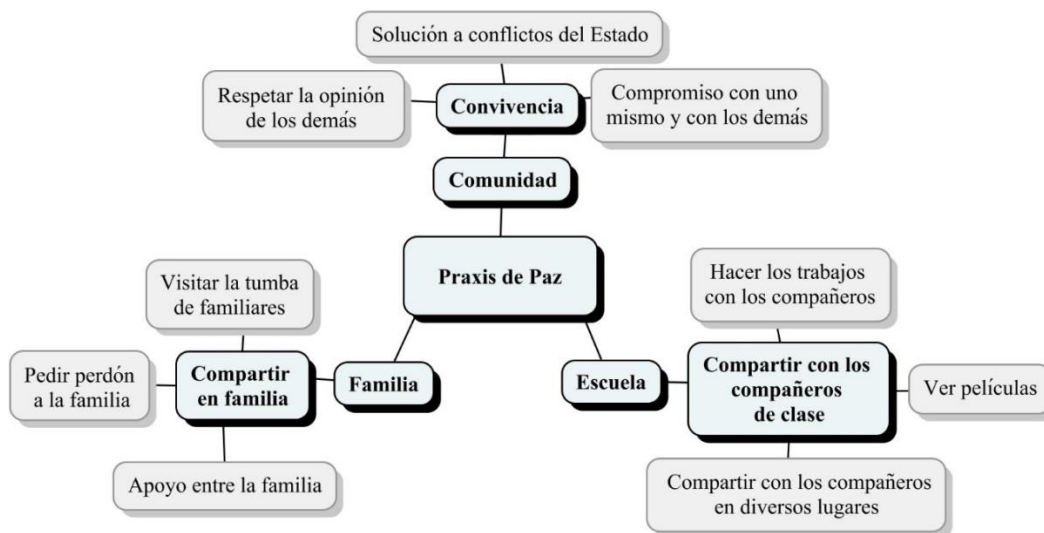 Solución a conflictos del Estado
Respetar la opinión
de los demás
Convivencia
Compromiso con uno
mismo y con los demás
Comunidad
Praxis de Paz
Visitar la tumba
de familiares
Pedir perdón
a la familia
Compartir
en familia
Familia
Apoyo entre la familia
Escuela
Hacer los trabajos
con los compañeros
Compartir con los
compañeros
de clase
Ver películas
Compartir con los compañeros
en diversos lugares